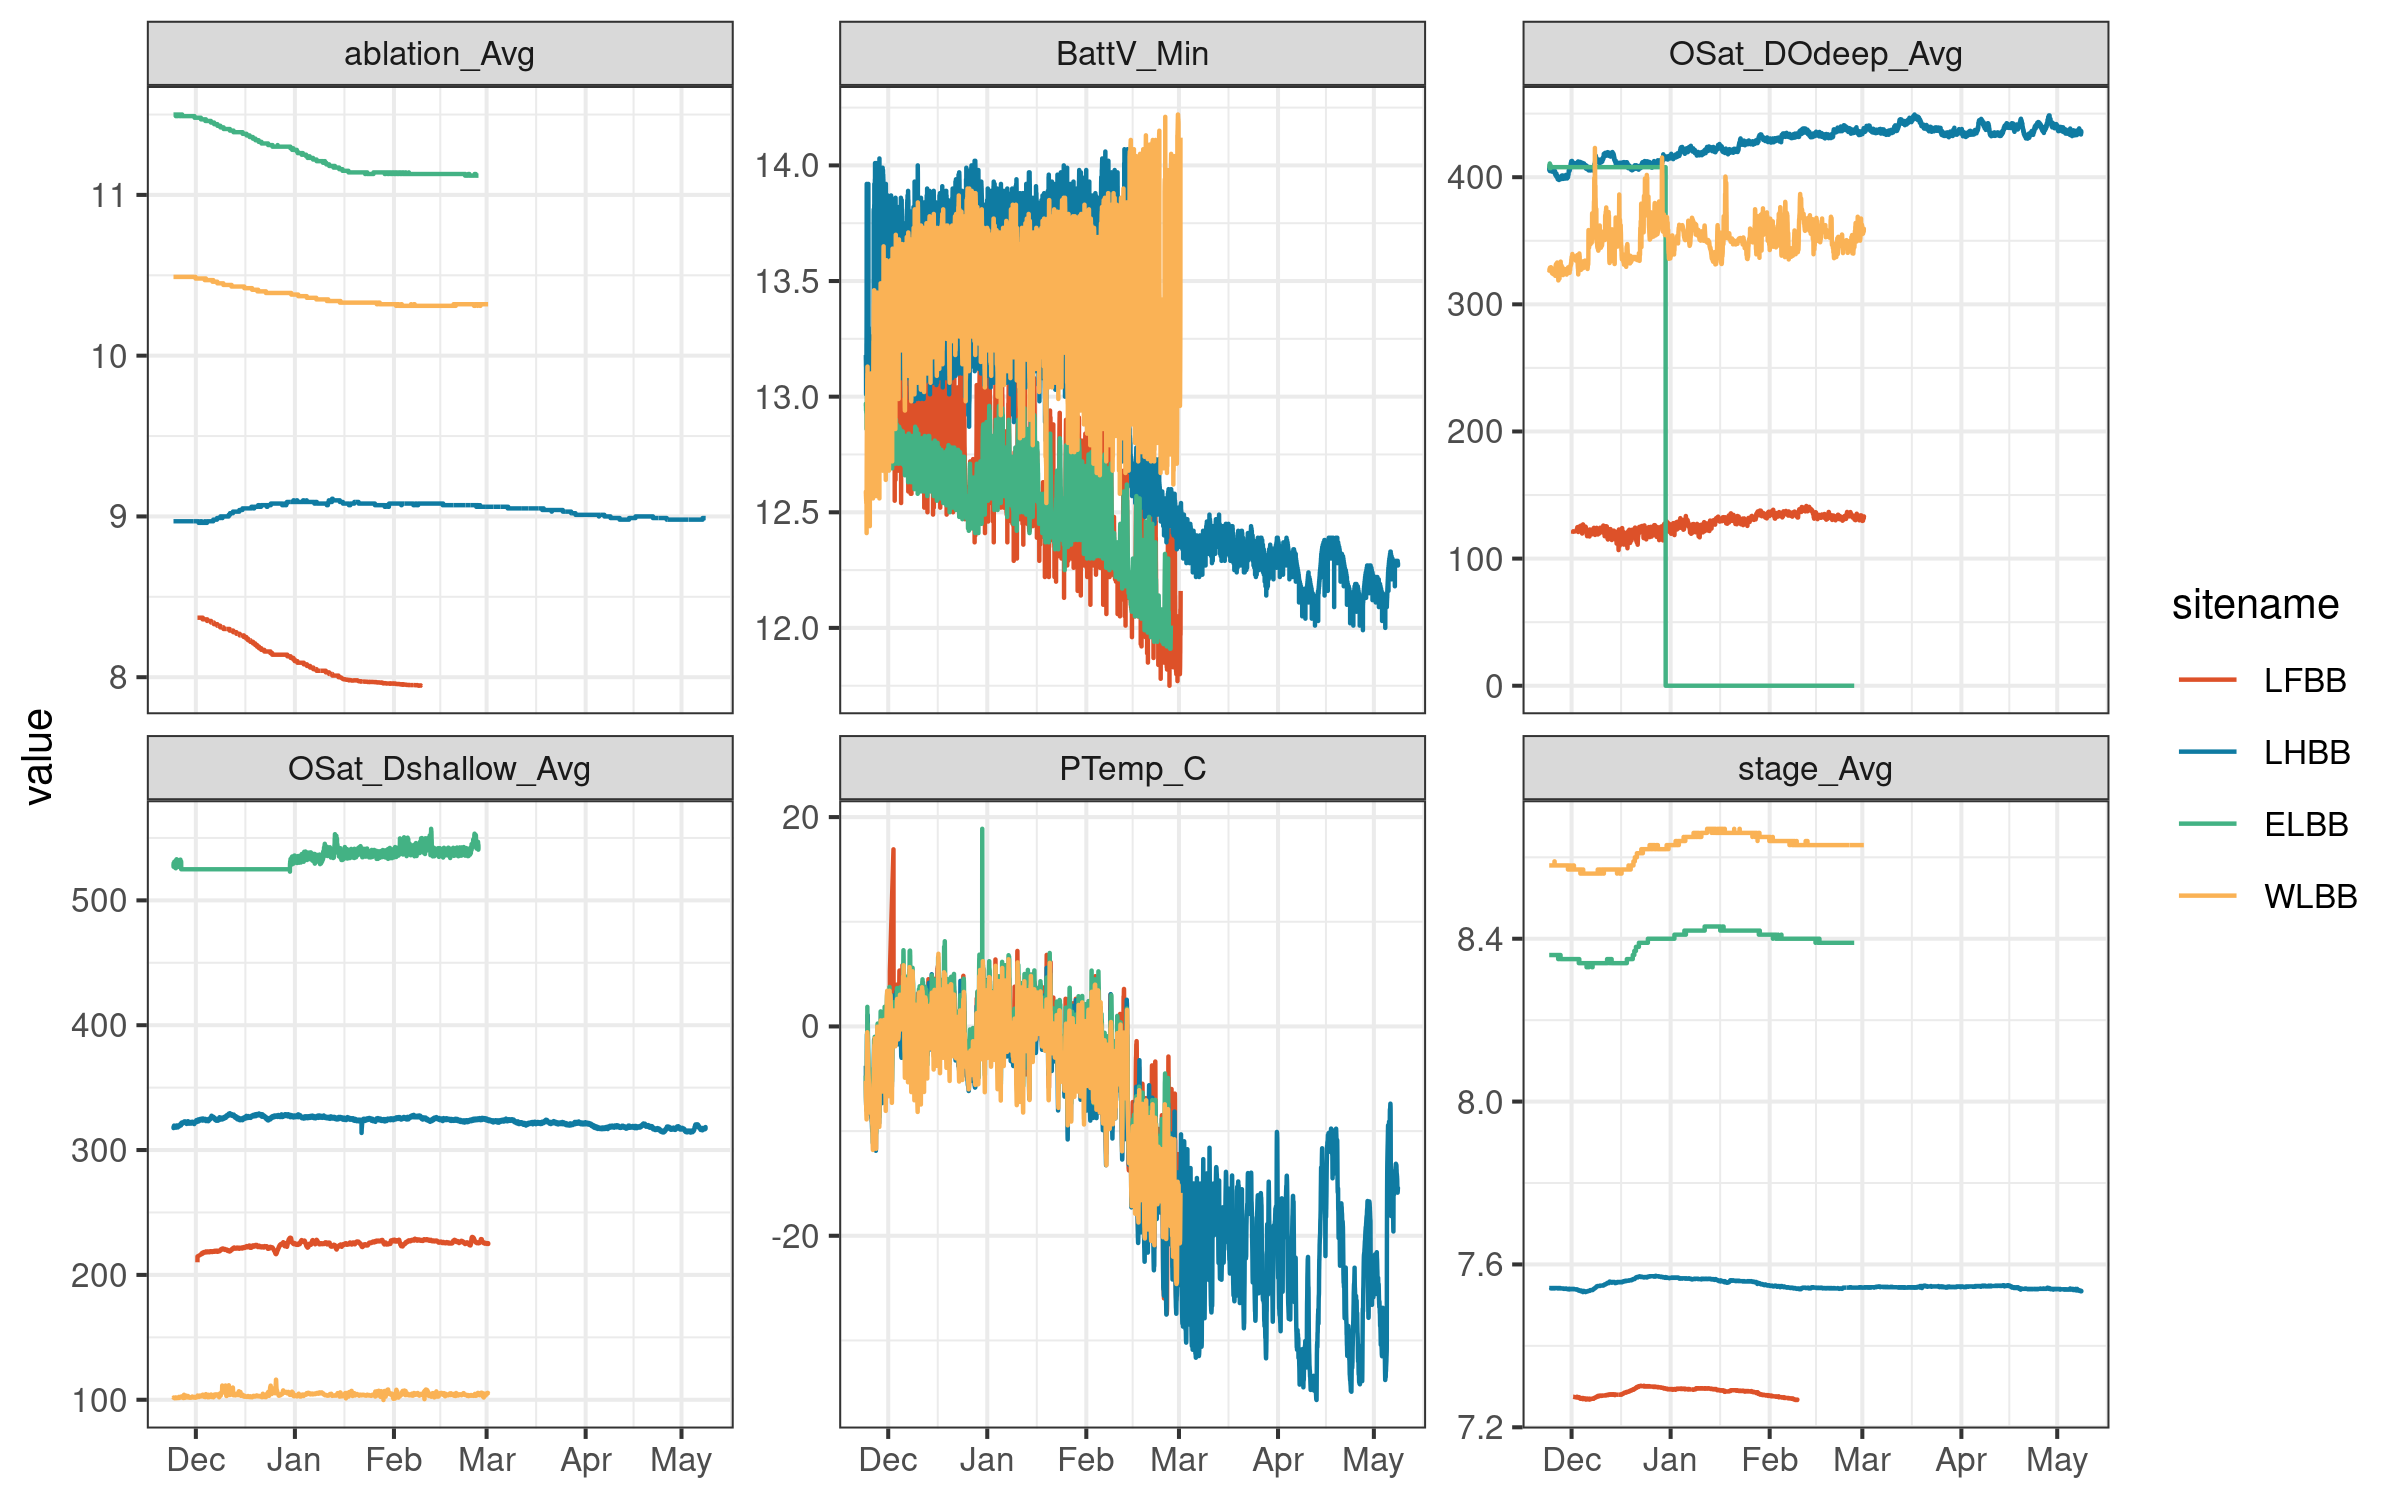 ablation_Avg
BattV_Min
OSat_DOdeep_Avg
11
10
9
8
14.0
13.5
13.0
12.5
12.0
400
300
200
100
0
value
OSat_Dshallow_Avg
PTemp_C
stage_Avg
500
400
300
200
100
20
0
-20
8.4
8.0
7.6
7.2
Dec Jan Feb Mar Apr May
Dec Jan Feb Mar Apr May
Dec Jan Feb Mar Apr May
sitename
LFBB
LHBB
ELBB
WLBB